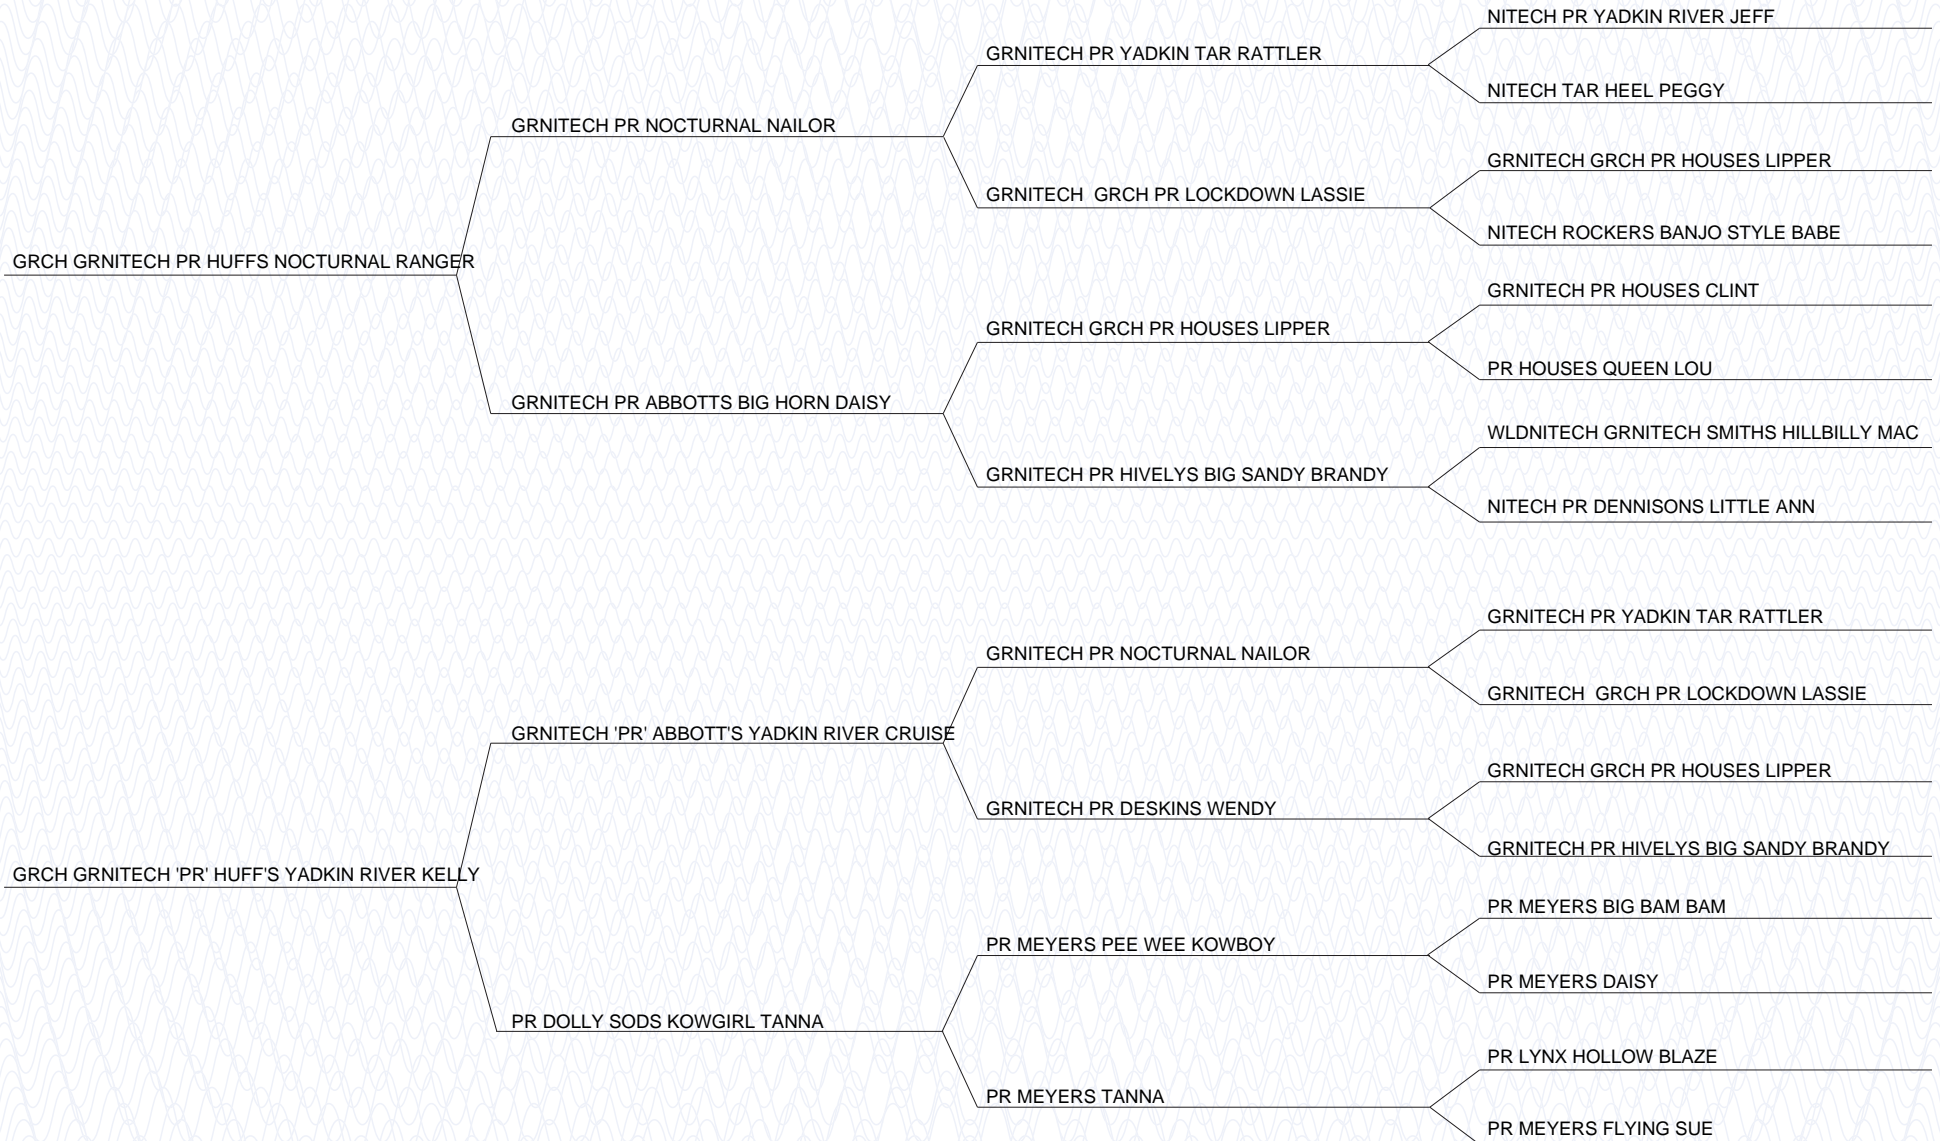 NITECH PR YADKIN RIVER JEFF
GRNITECH PR YADKIN TAR RATTLER
NITECH TAR HEEL PEGGY
GRNITECH PR NOCTURNAL NAILOR
GRNITECH GRCH PR HOUSES LIPPER
GRNITECH  GRCH PR LOCKDOWN LASSIE
NITECH ROCKERS BANJO STYLE BABE
GRCH GRNITECH PR HUFFS NOCTURNAL RANGER
GRNITECH PR HOUSES CLINT
GRNITECH GRCH PR HOUSES LIPPER
PR HOUSES QUEEN LOU
GRNITECH PR ABBOTTS BIG HORN DAISY
WLDNITECH GRNITECH SMITHS HILLBILLY MAC
GRNITECH PR HIVELYS BIG SANDY BRANDY
NITECH PR DENNISONS LITTLE ANN
GRNITECH PR YADKIN TAR RATTLER
GRNITECH PR NOCTURNAL NAILOR
GRNITECH  GRCH PR LOCKDOWN LASSIE
GRNITECH 'PR' ABBOTT'S YADKIN RIVER CRUISE
GRNITECH GRCH PR HOUSES LIPPER
GRNITECH PR DESKINS WENDY
GRNITECH PR HIVELYS BIG SANDY BRANDY
GRCH GRNITECH 'PR' HUFF'S YADKIN RIVER KELLY
PR MEYERS BIG BAM BAM
PR MEYERS PEE WEE KOWBOY
PR MEYERS DAISY
PR DOLLY SODS KOWGIRL TANNA
PR LYNX HOLLOW BLAZE
PR MEYERS TANNA
PR MEYERS FLYING SUE